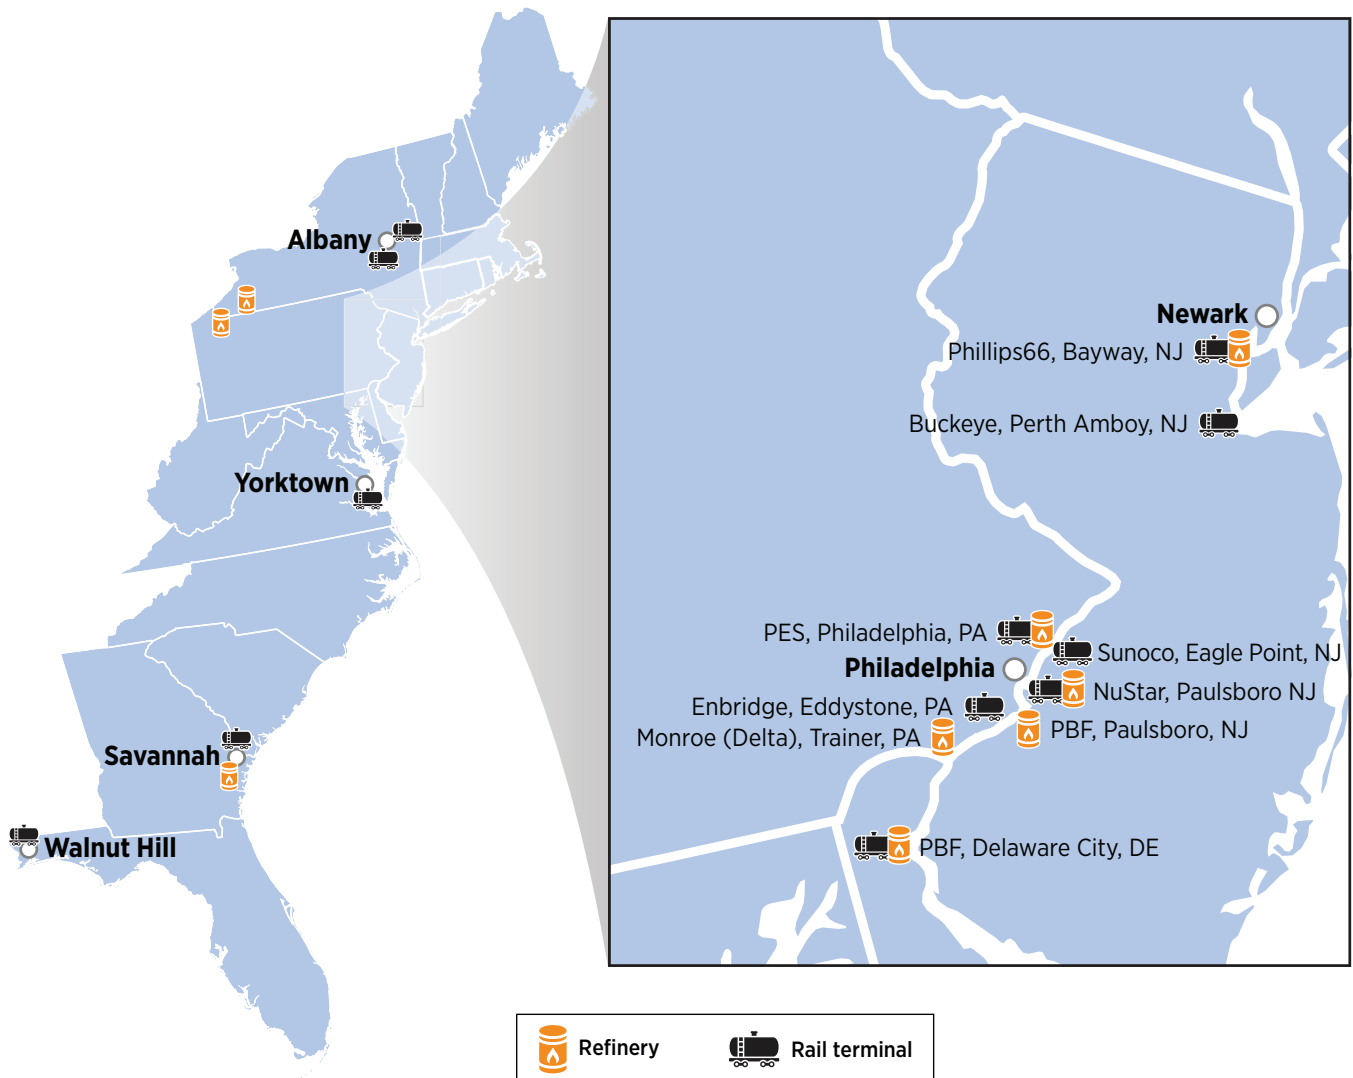 Albany
Yorktown
Savannah
Walnut Hill
Newark
Phillips66, Bayway, NJ
Buckeye, Perth Amboy, NJ
PES, Philadelphia, PA
Sunoco, Eagle Point, NJ
Philadelphia
NuStar, Paulsboro NJ
Enbridge, Eddystone, PA
PBF, Paulsboro, NJ
Monroe (Delta), Trainer, PA
PBF, Delaware City, DE
Refinery
Rail terminal